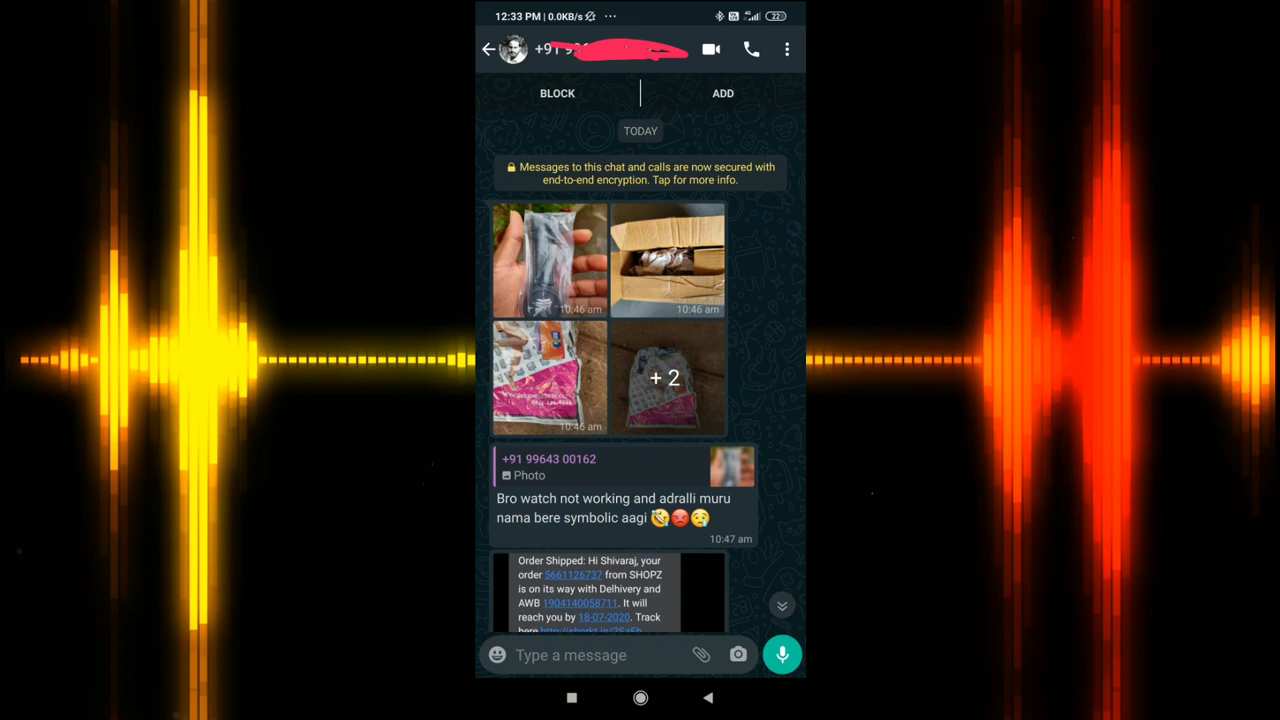 12:33 PM | 0.0KB/s
4G
22
+91
BLOCK
ADD
TODAY
Messages to this chat and calls are now secured with
end-to-end encryption. Tap for more info.
10:46 am
10:46 am
10:46 am
+ 2
+91 99643 00162
Photo
Bro watch not working and adralli muru
nama bere symbolic aagi 🤣😡😢
10:47 am
Order Shipped: Hi Shivaraj, your
order 5661126737 from SHOPZ
is on its way with Delhivery and
AWB 1904140058711. It will
reach you by 18-07-2020. Track
Type a message